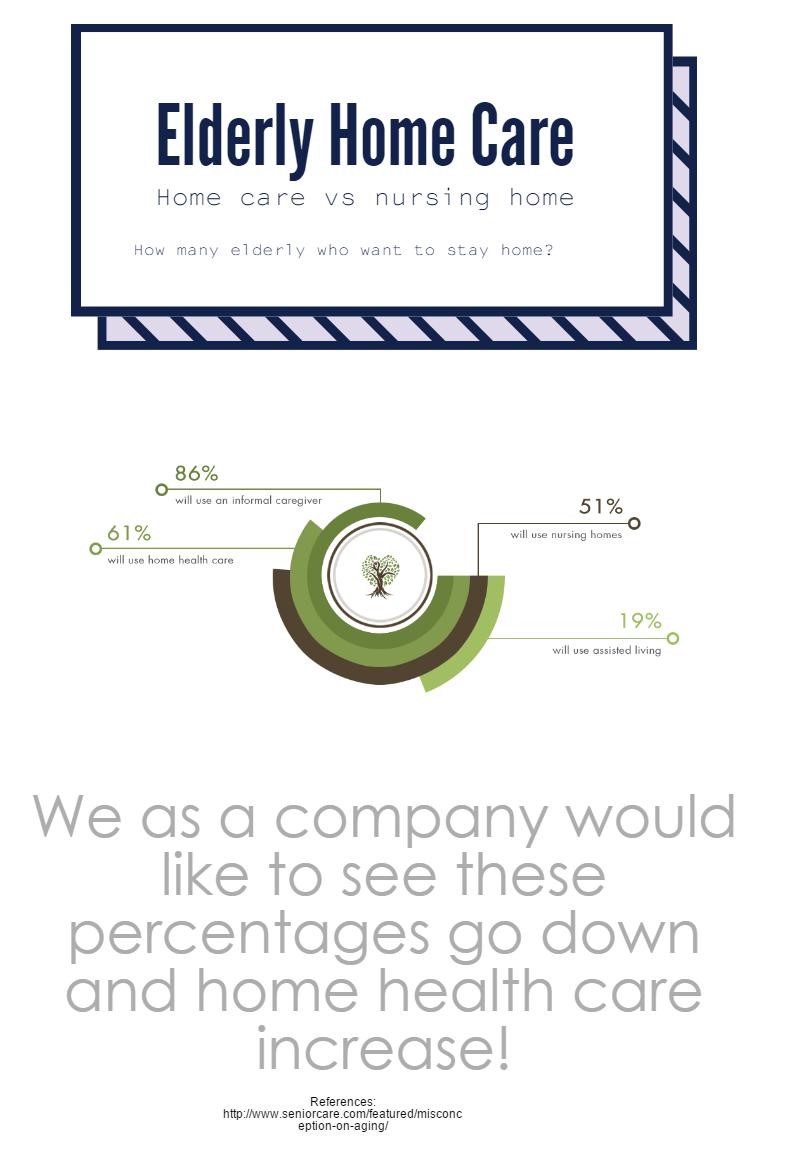 Elderly Home Care
Home care vs nursing home
How many elderly who want to stay home?
86%
will use an informal caregiver
61%
will use home health care
51%
will use nursing homes
19%
will use assisted living
We as a company would
like to see these
percentages go down
and home health care
increase!
References:
http://www.seniorcare.com/featured/misconc
eption-on-aging/